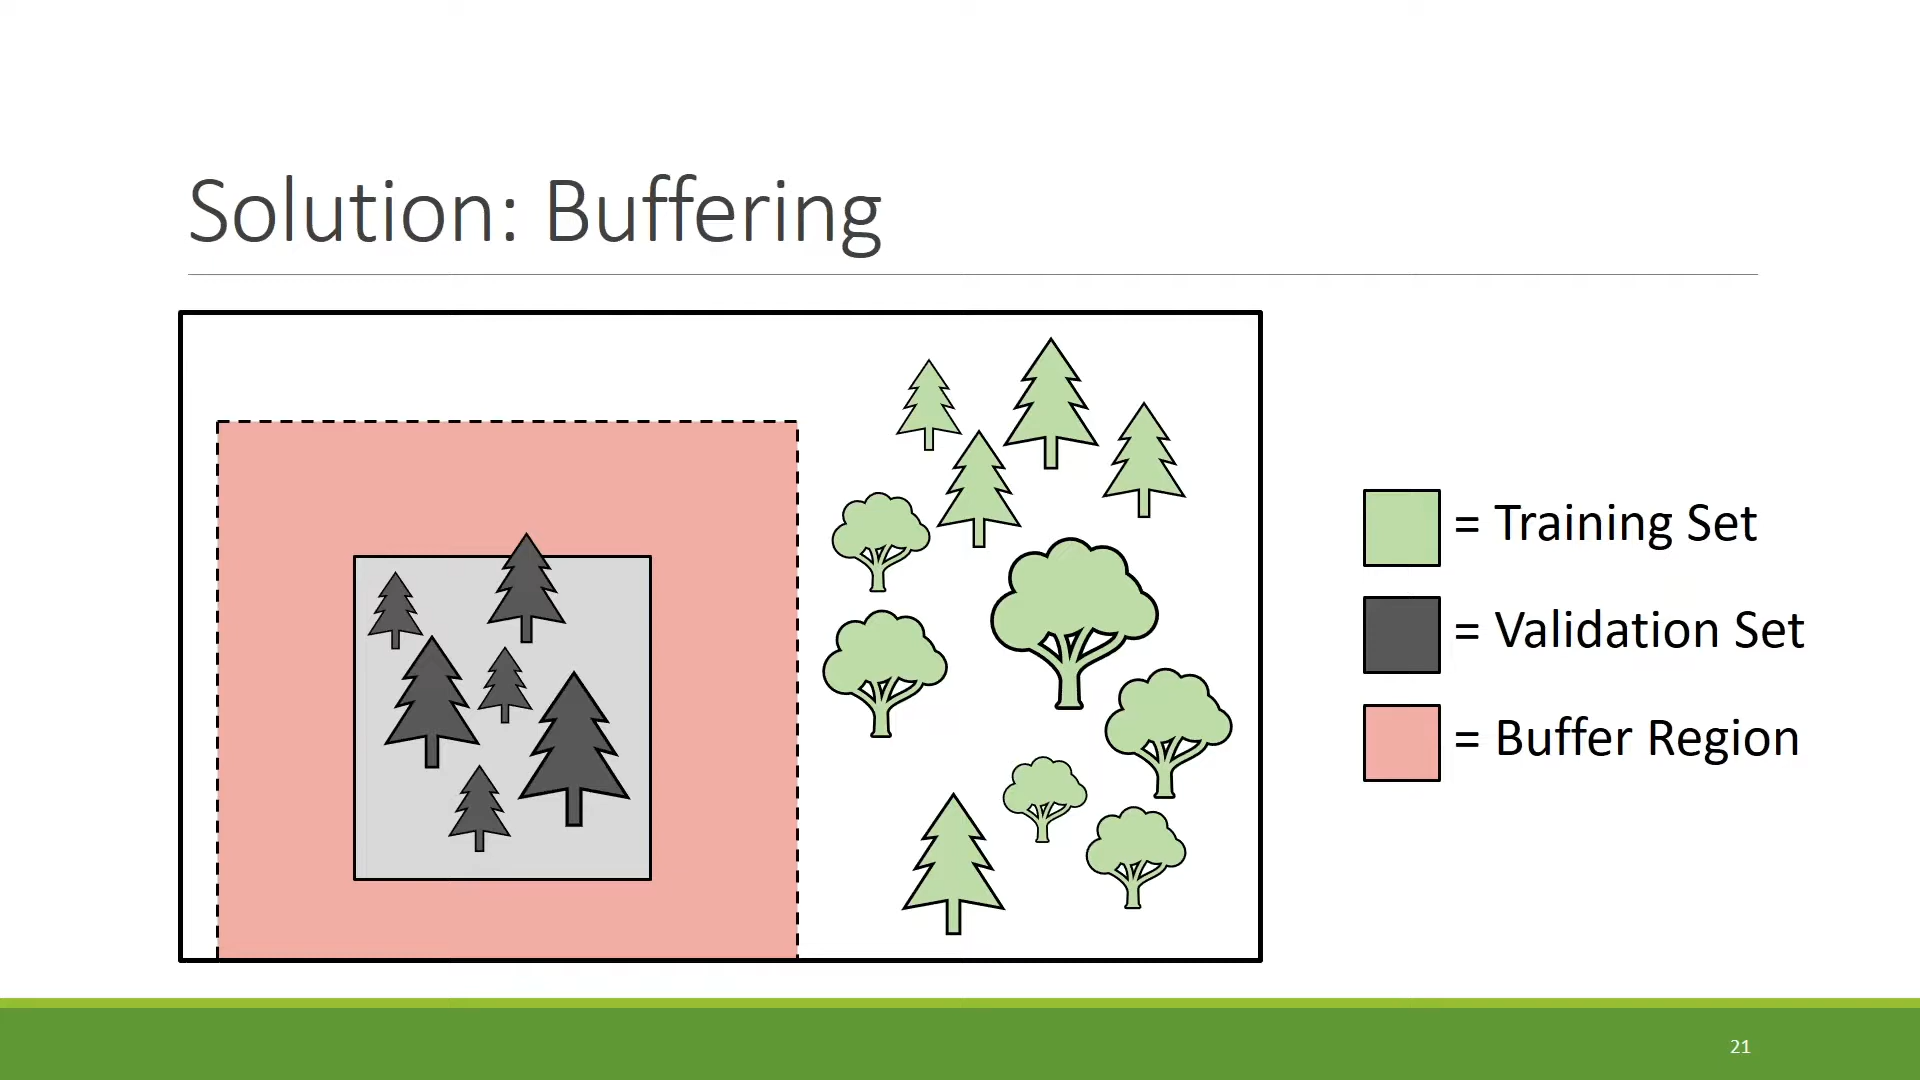 Solution: Buffering
= Training Set
= Validation Set
= Buffer Region
21